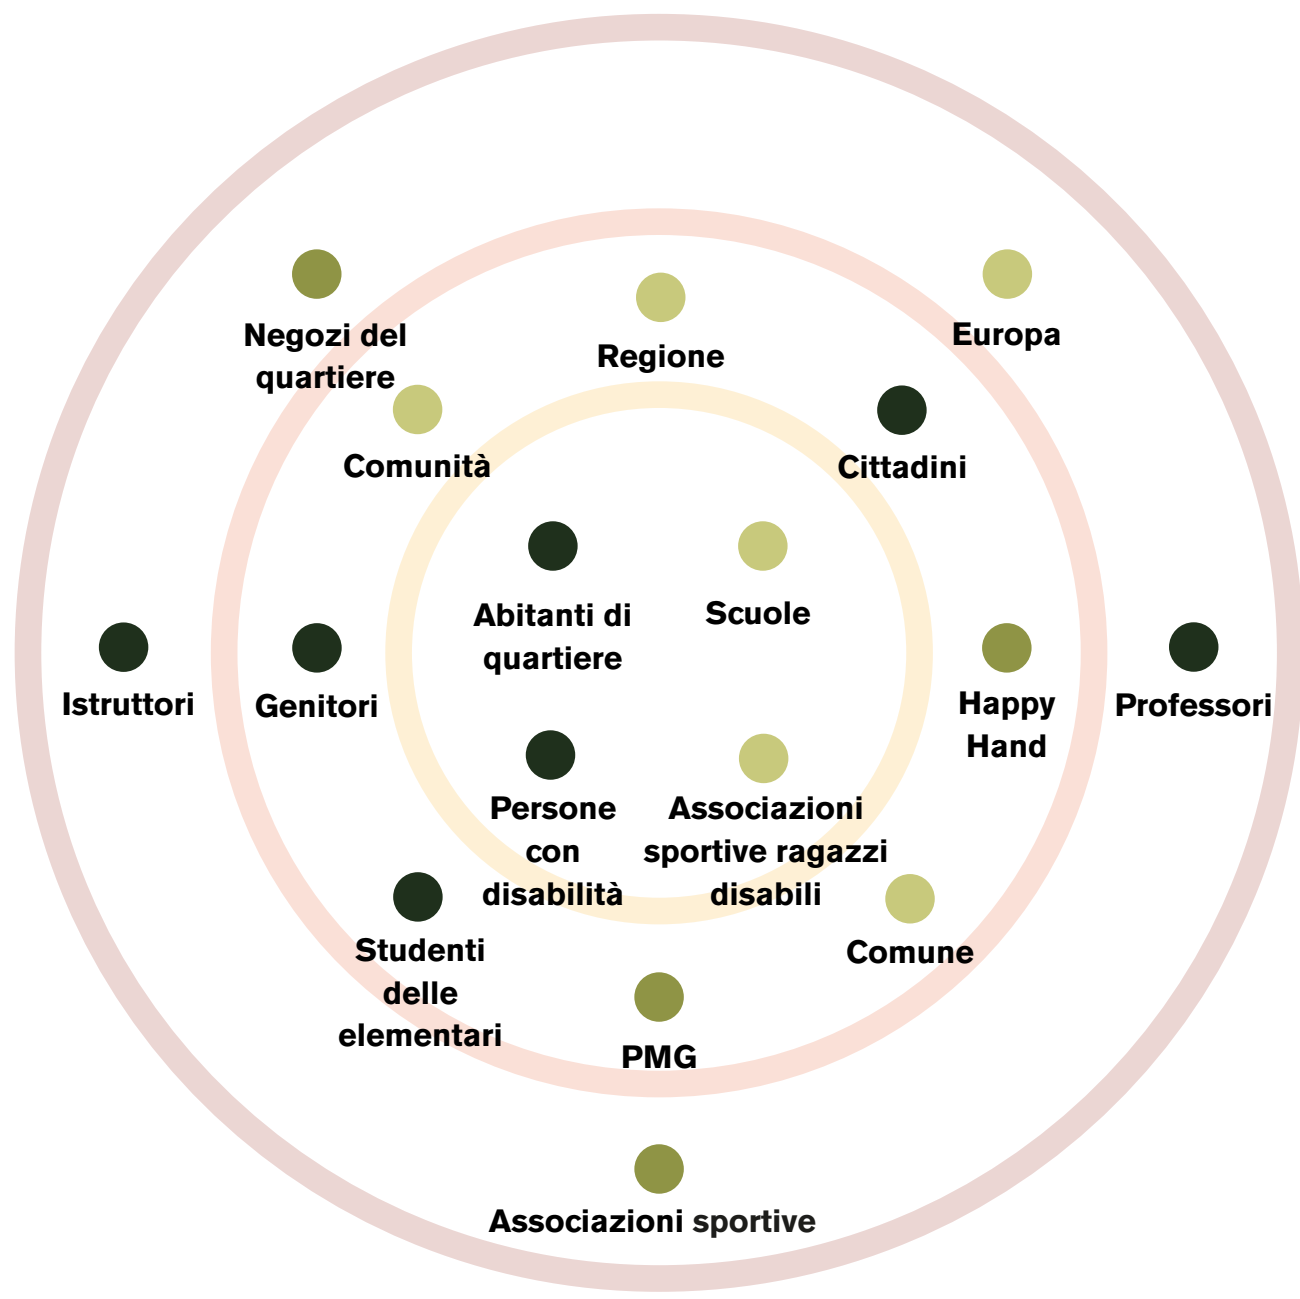 Negozi del
quartiere
Regione
Europa
Comunità
Cittadini
Abitanti di
quartiere
Scuole
Istruttori
Genitori
Happy
Hand
Professori
Persone
con
disabilità
Associazioni
sportive ragazzi
disabili
Studenti
delle
elementari
Comune
PMG
Associazioni sportive